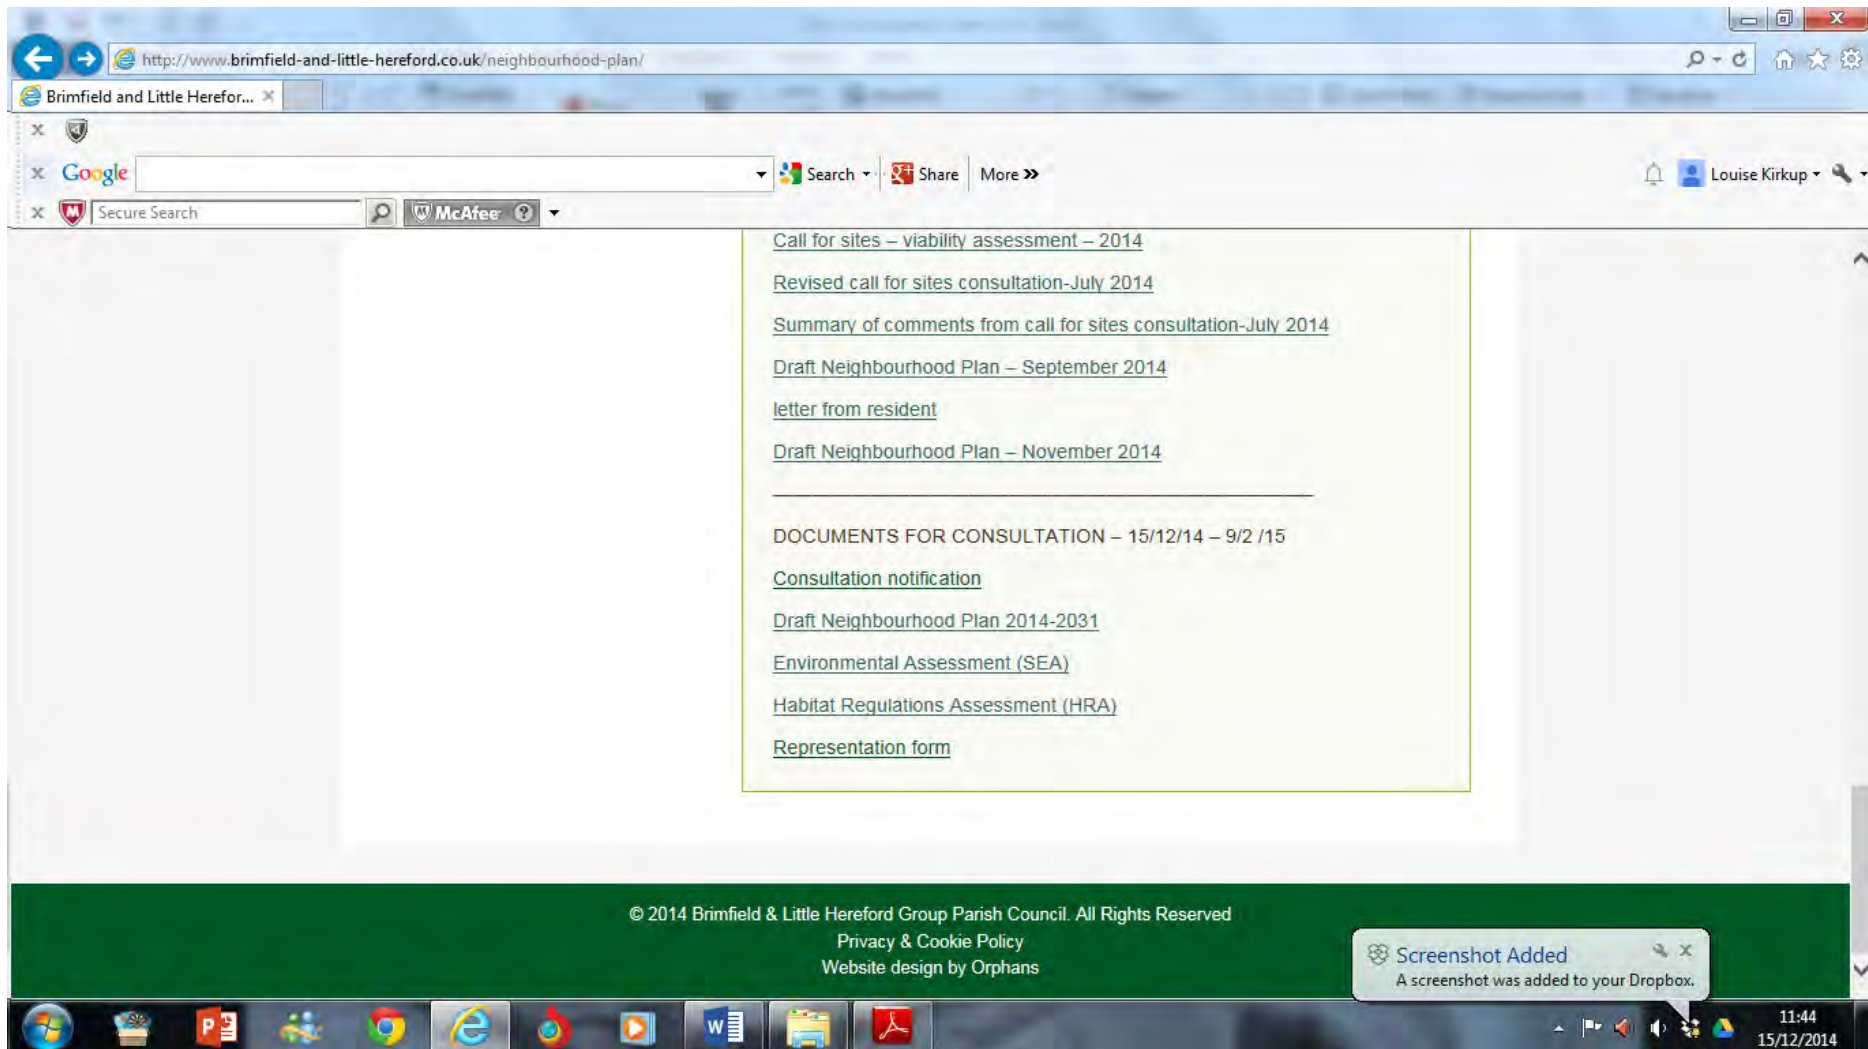 http://www.brimfield-and-little-hereford.co.uk/neighbourhood-plan/
Brimfield and Little Herefor...
Google
Search
Share
More »
Louise Kirkup
Secure Search
McAfee
Call for sites – viability assessment – 2014
Revised call for sites consultation-July 2014
Summary of comments from call for sites consultation-July 2014
Draft Neighbourhood Plan – September 2014
letter from resident
Draft Neighbourhood Plan – November 2014
DOCUMENTS FOR CONSULTATION – 15/12/14 – 9/2 /15
Consultation notification
Draft Neighbourhood Plan 2014-2031
Environmental Assessment (SEA)
Habitat Regulations Assessment (HRA)
Representation form
© 2014 Brimfield & Little Hereford Group Parish Council. All Rights Reserved
Privacy & Cookie Policy
Website design by Orphans
Screenshot Added
A screenshot was added to your Dropbox.
11:44
15/12/2014